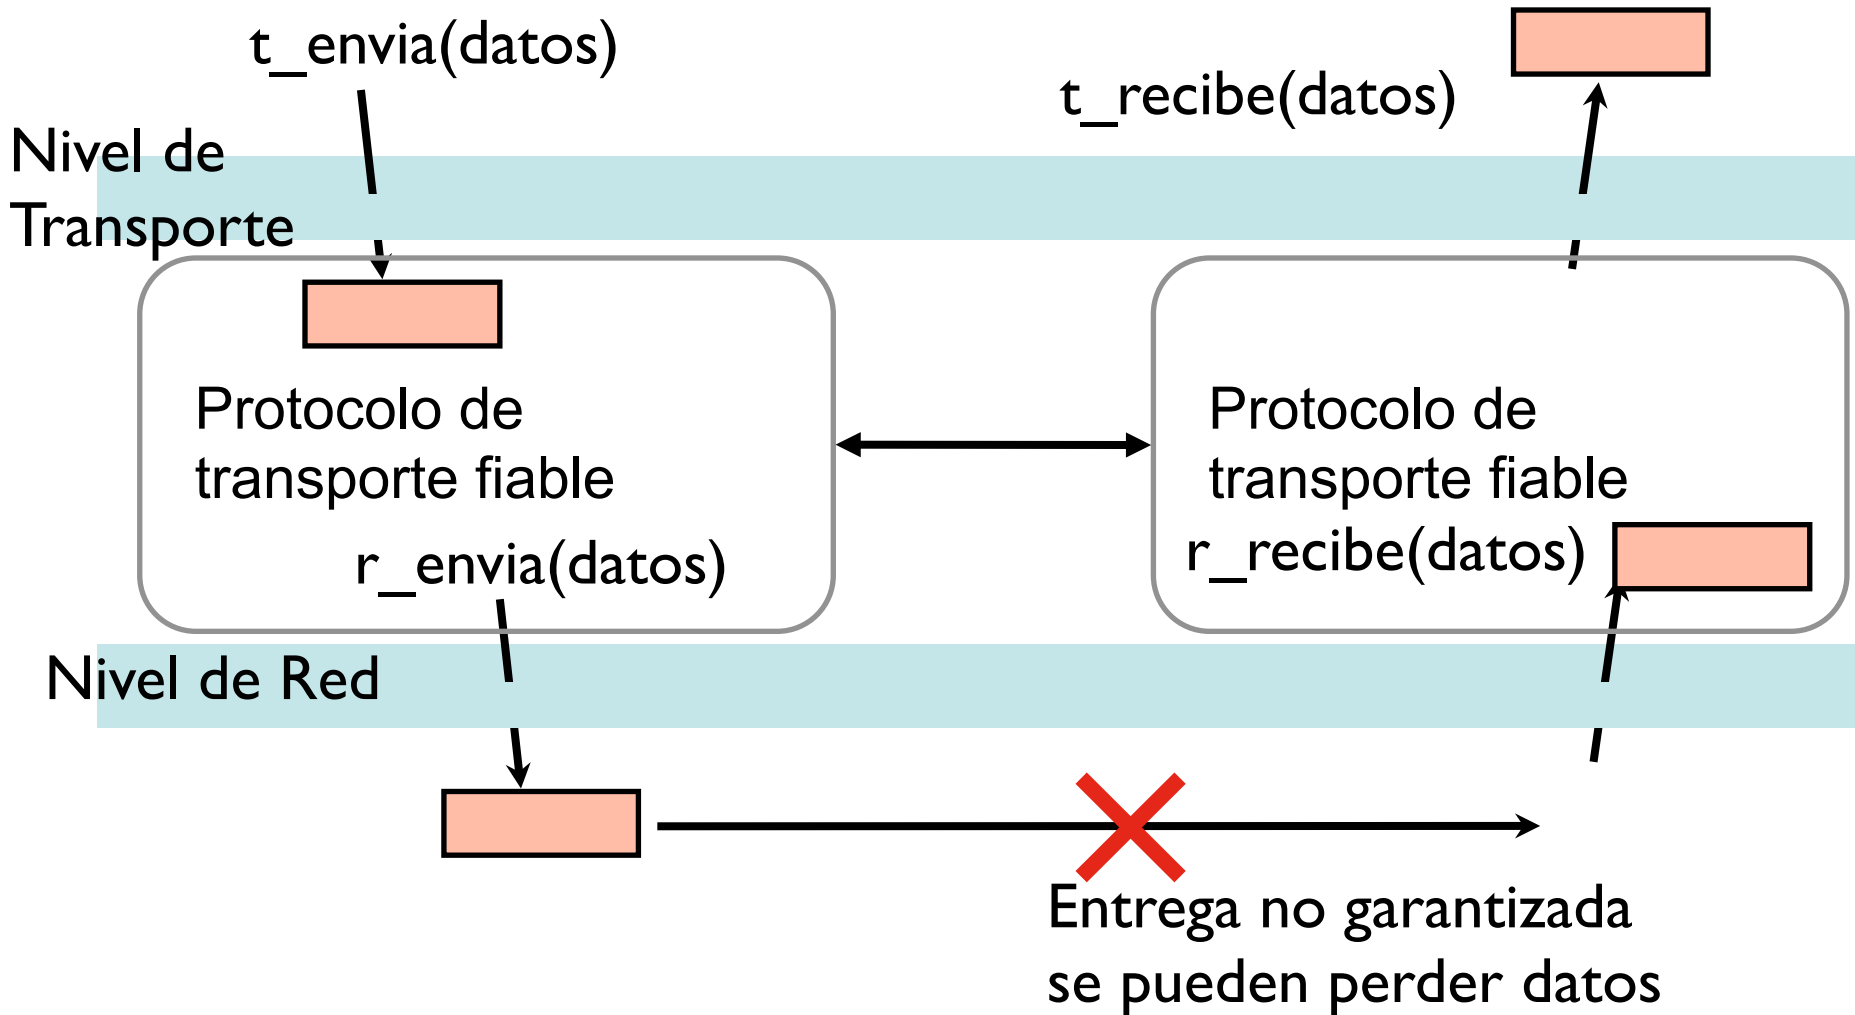 t_envia(datos)
t_recibe(datos)
Nivel de
Transporte
Protocolo de
transporte fiable
r_envia(datos)
Protocolo de
transporte fiable
r_recibe(datos)
Nivel de Red
Entrega no garantizada
se pueden perder datos